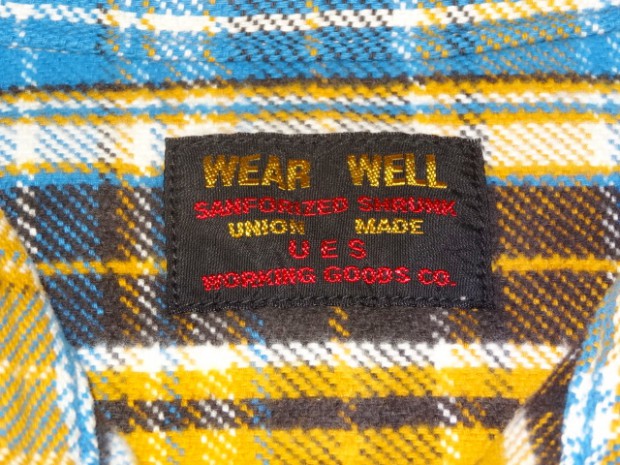 WEAR WELL
SANFORIZED SHRUNK
UNION MADE
UES
WORKING GOODS CO.